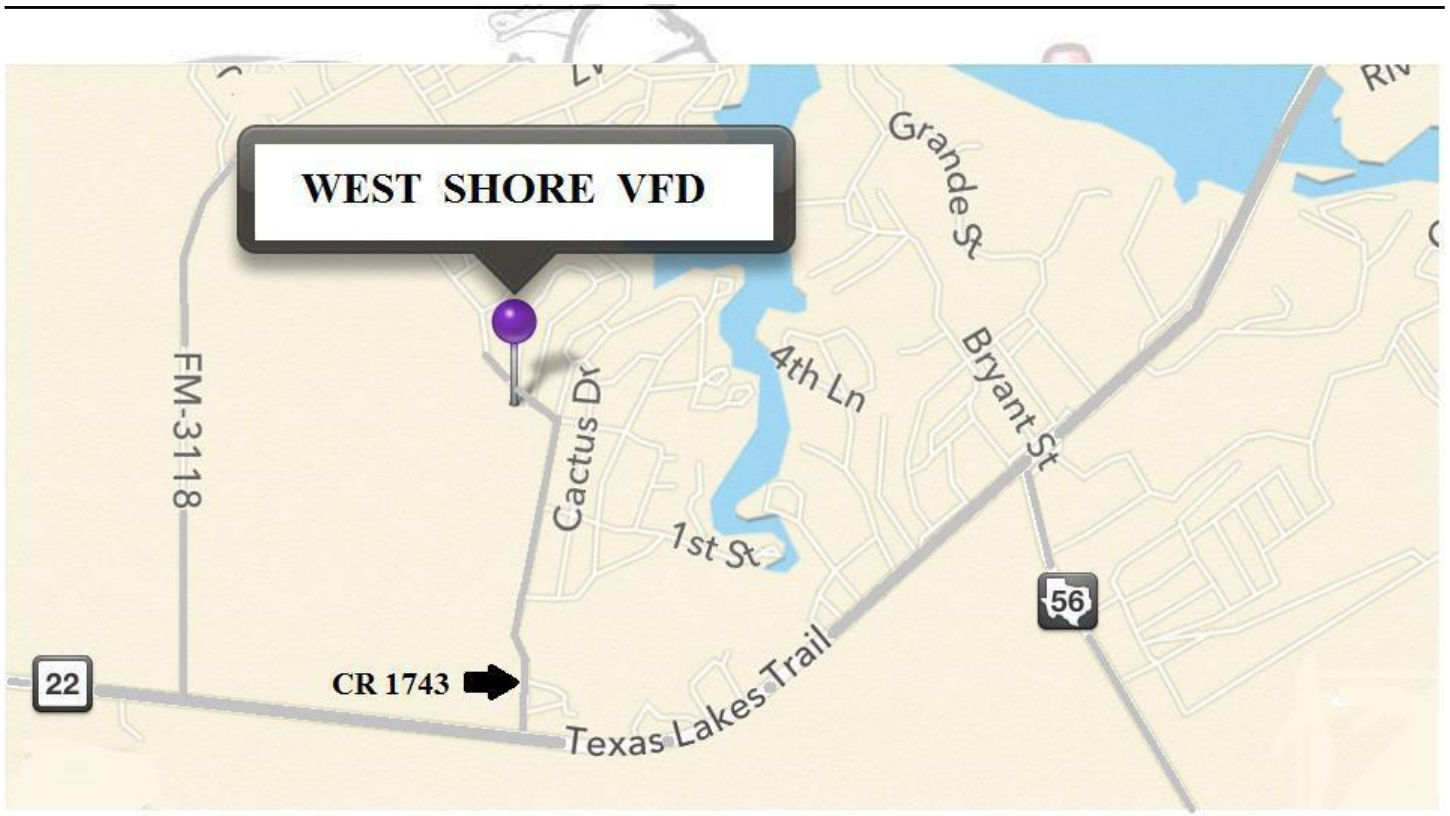 WEST SHORE VFD
Grande St
FM-3118
4th Ln
Bryant St
Cactus Dr
1st St
56
22
CR 1743
Texas Lakes Trail